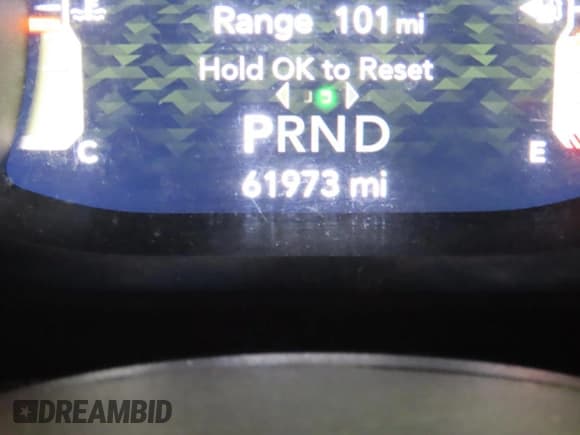 Range 101 mi
Hold OK to Reset
PRND
C
E
61973 mi
DREAMBID